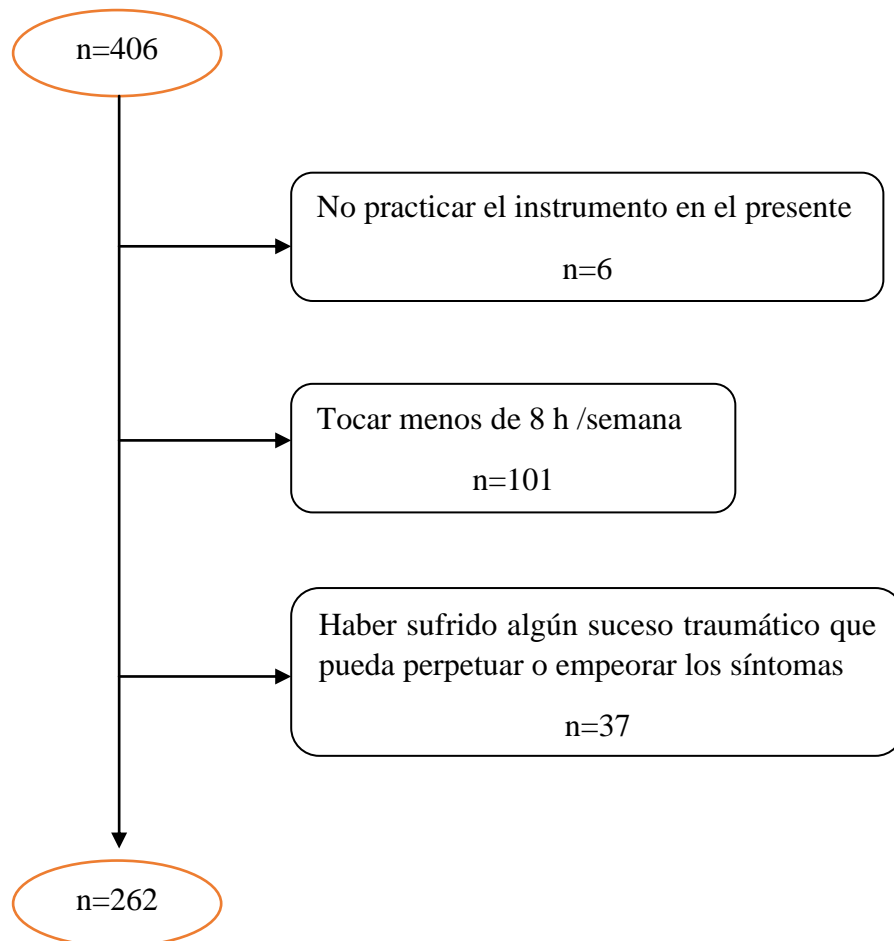 n=406
No practicar el instrumento en el presente
n=6
Tocar menos de 8 h /semana
n=101
Haber sufrido algún suceso traumático que
pueda perpetuar o empeorar los síntomas
n=37
n=262